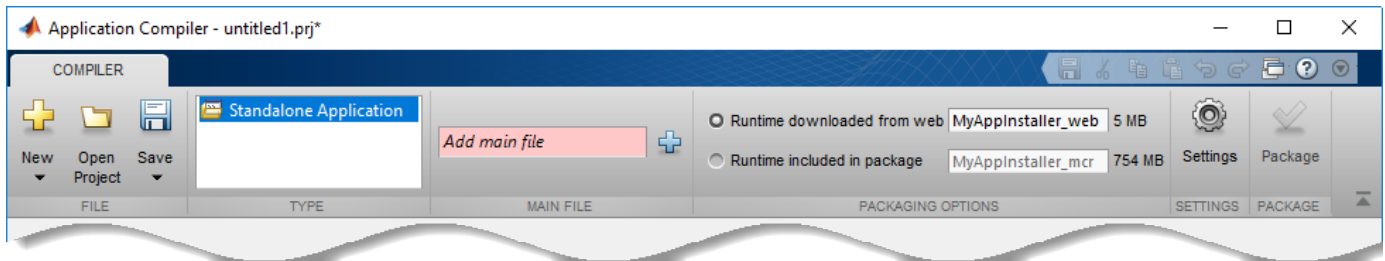 Application Compiler - untitled1.prj*
COMPILER
New
Open Project
Save
FILE
Standalone Application
TYPE
Add main file
MAIN FILE
Runtime downloaded from web MyAppInstaller_web 5 MB
Runtime included in package MyAppInstaller_mcr 754 MB
PACKAGING OPTIONS
Settings
SETTINGS
Package
PACKAGE